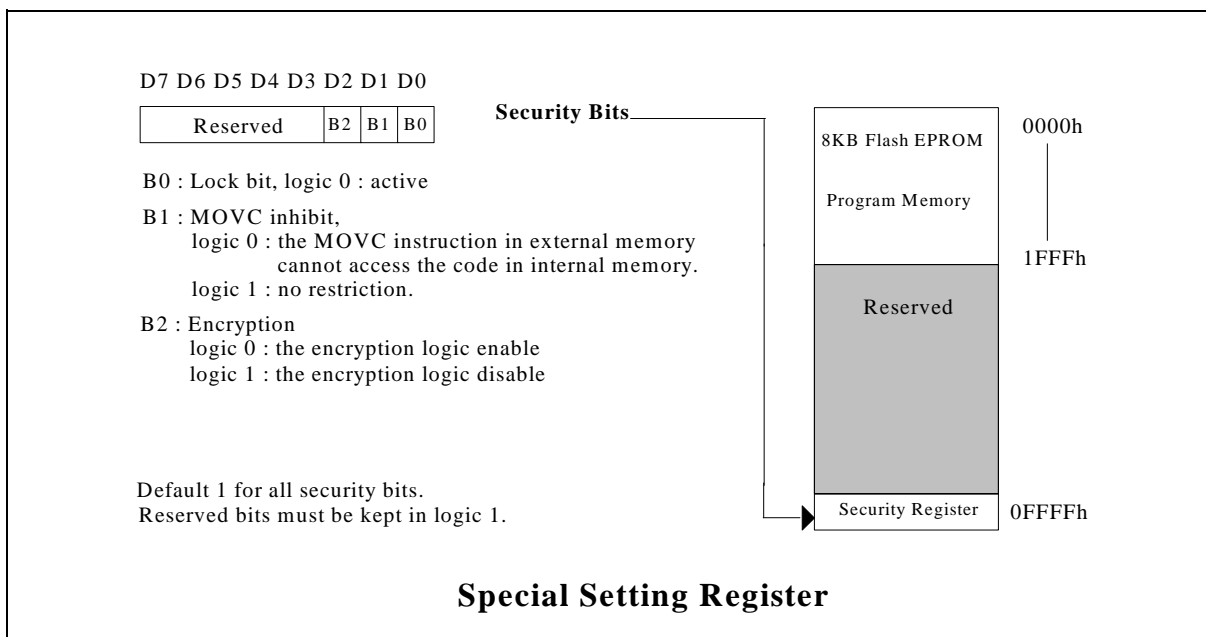 D7 D6 D5 D4 D3 D2 D1 D0
Reserved B2 B1 B0
B0 : Lock bit, logic 0 : active
B1 : MOVC inhibit,
logic 0 : the MOVC instruction in external memory
cannot access the code in internal memory.
logic 1 : no restriction.
B2 : Encryption
logic 0 : the encryption logic enable
logic 1 : the encryption logic disable
Default 1 for all security bits.
Reserved bits must be kept in logic 1.
Security Bits
8KB Flash EPROM
Program Memory
0000h
1FFFh
Reserved
Security Register
0FFFFh
Special Setting Register